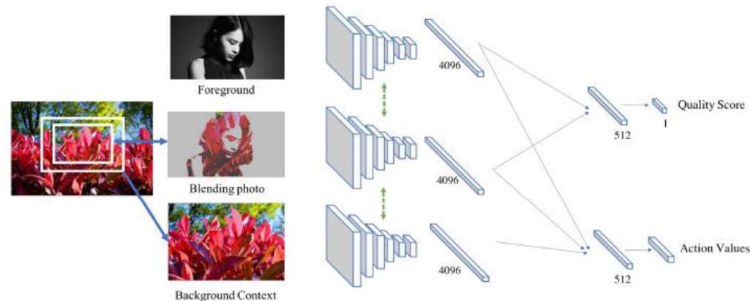 Foreground
4096
Quality Score
512
1
Blending photo
4096
4096
Action Values
512
Background Context